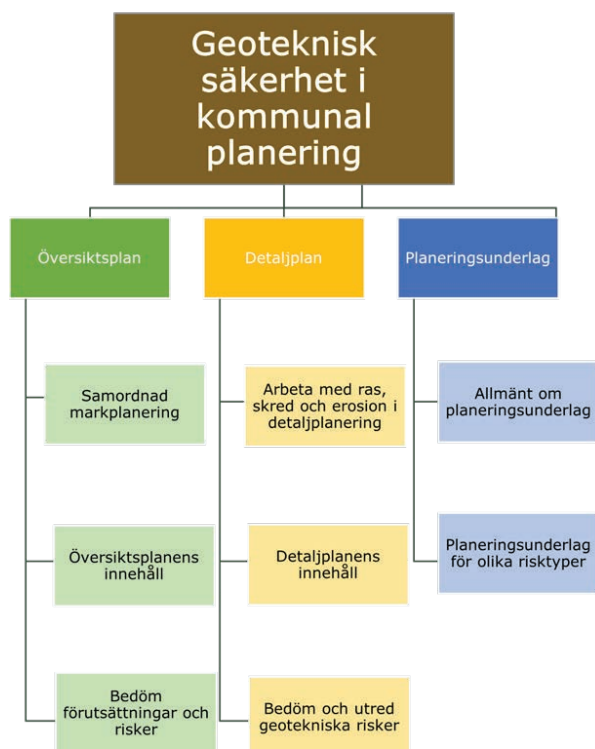 Geoteknisk
säkerhet i
kommunal
planering
Översiktsplan
Detaljplan
Planeringsunderlag
Samordnad
markplanering
Arbeta med ras,
skred och erosion i
detaljplanering
Allmänt om
planeringsunderlag
Översiktsplanens
innehåll
Detaljplanens
innehåll
Planeringsunderlag
för olika risktyper
Bedöm
förutsättningar och
risker
Bedöm och utred
geotekniska risker